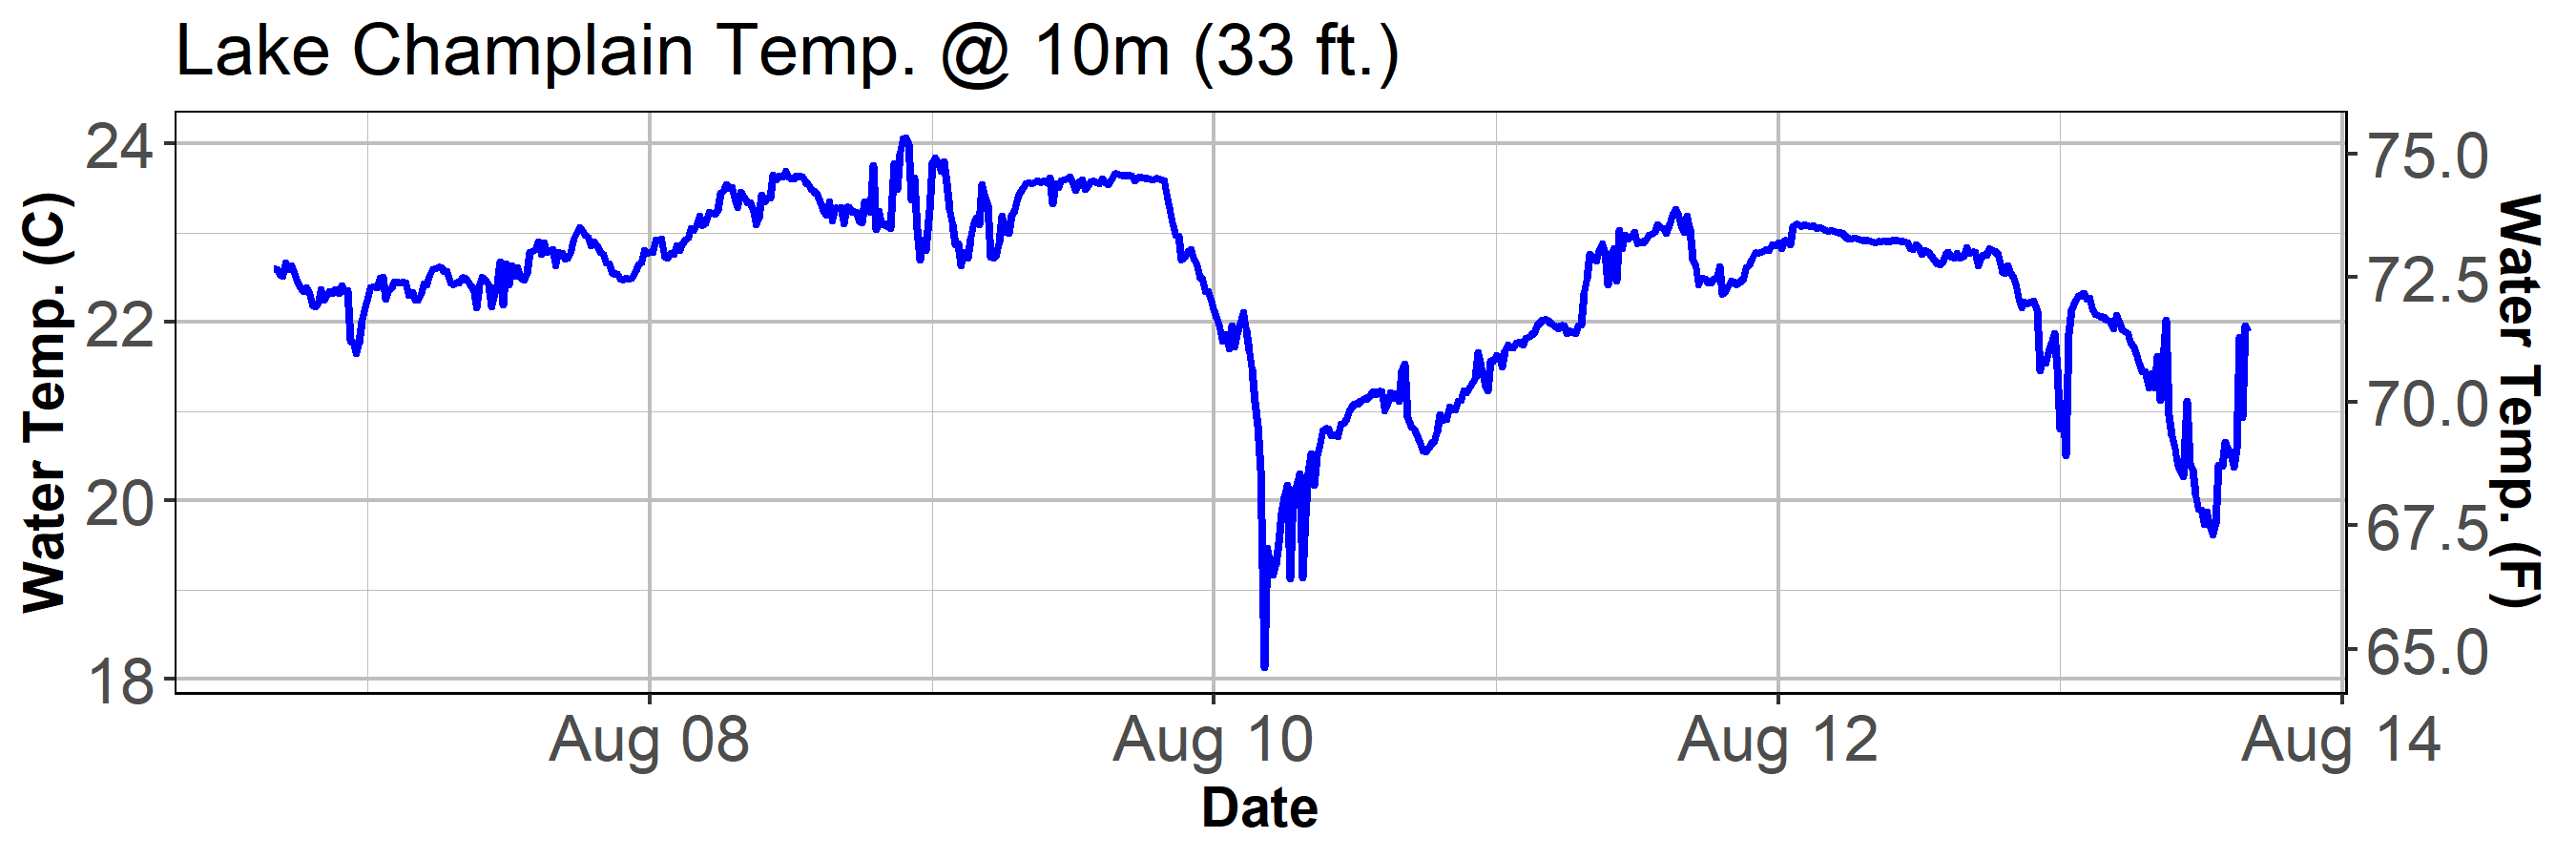 Lake Champlain Temp. @ 10m (33 ft.)
Water Temp. (C)
24
22
20
18
75.0
72.5
70.0
67.5
65.0
Water Temp. (F)
Aug 08
Aug 10
Aug 12
Aug 14
Date